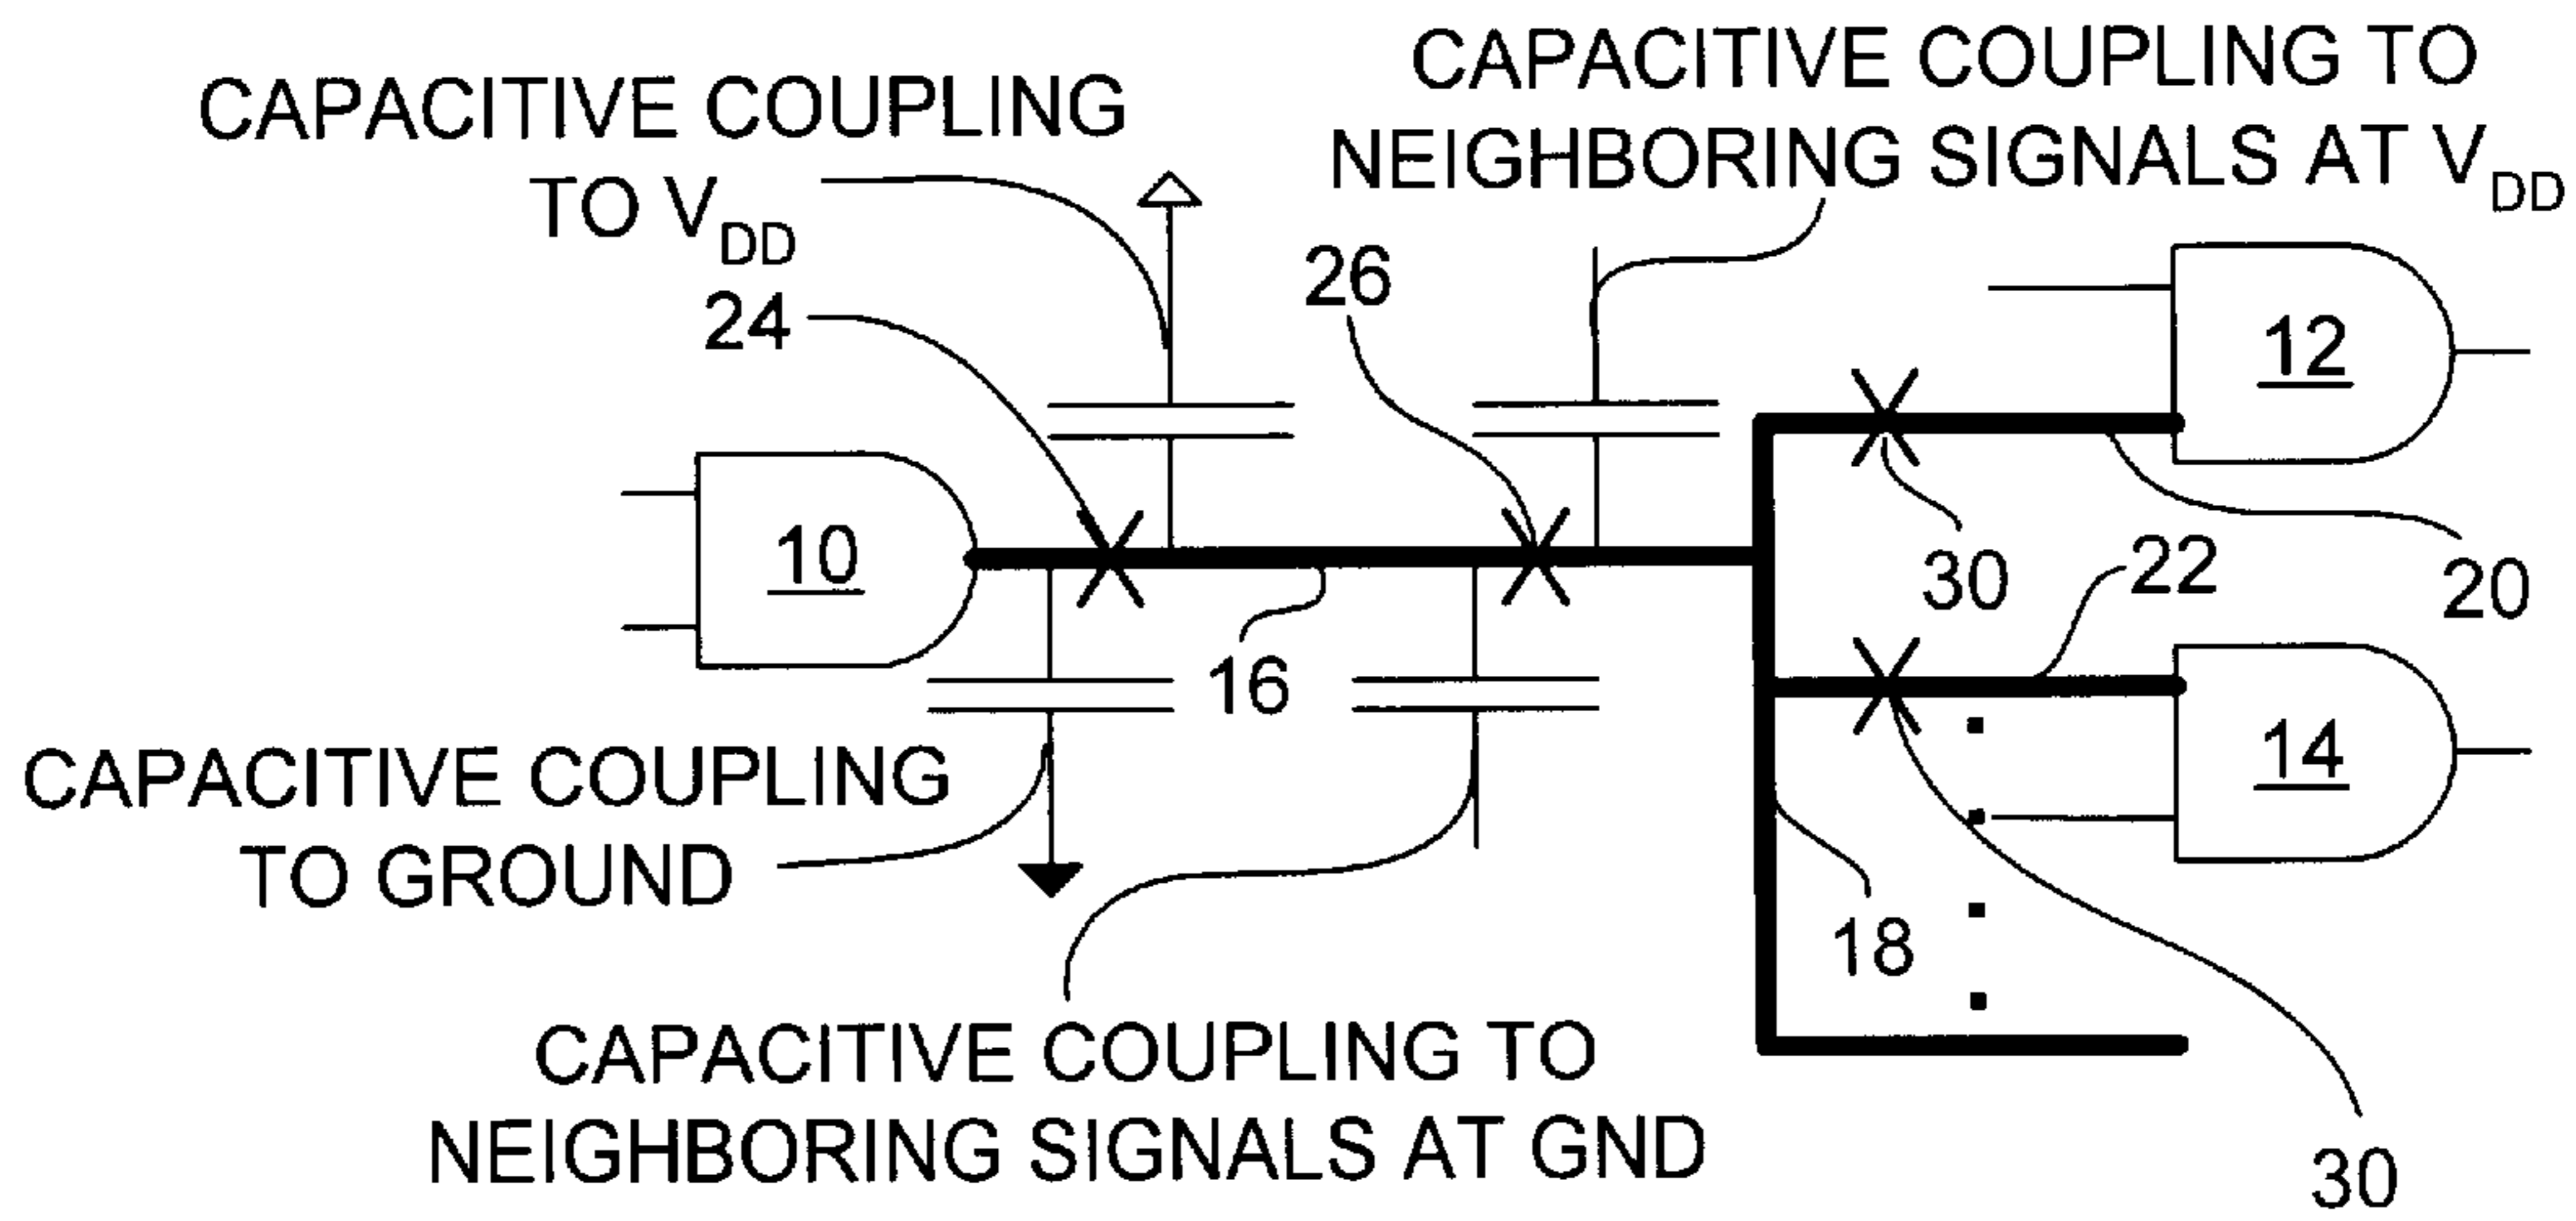 CAPACITIVE COUPLING TO
NEIGHBORING SIGNALS AT VDD
CAPACITIVE COUPLING
TO VDD
24
26
12
10
30
22
20
16
14
CAPACITIVE COUPLING
TO GROUND
18
CAPACITIVE COUPLING TO
NEIGHBORING SIGNALS AT GND
30